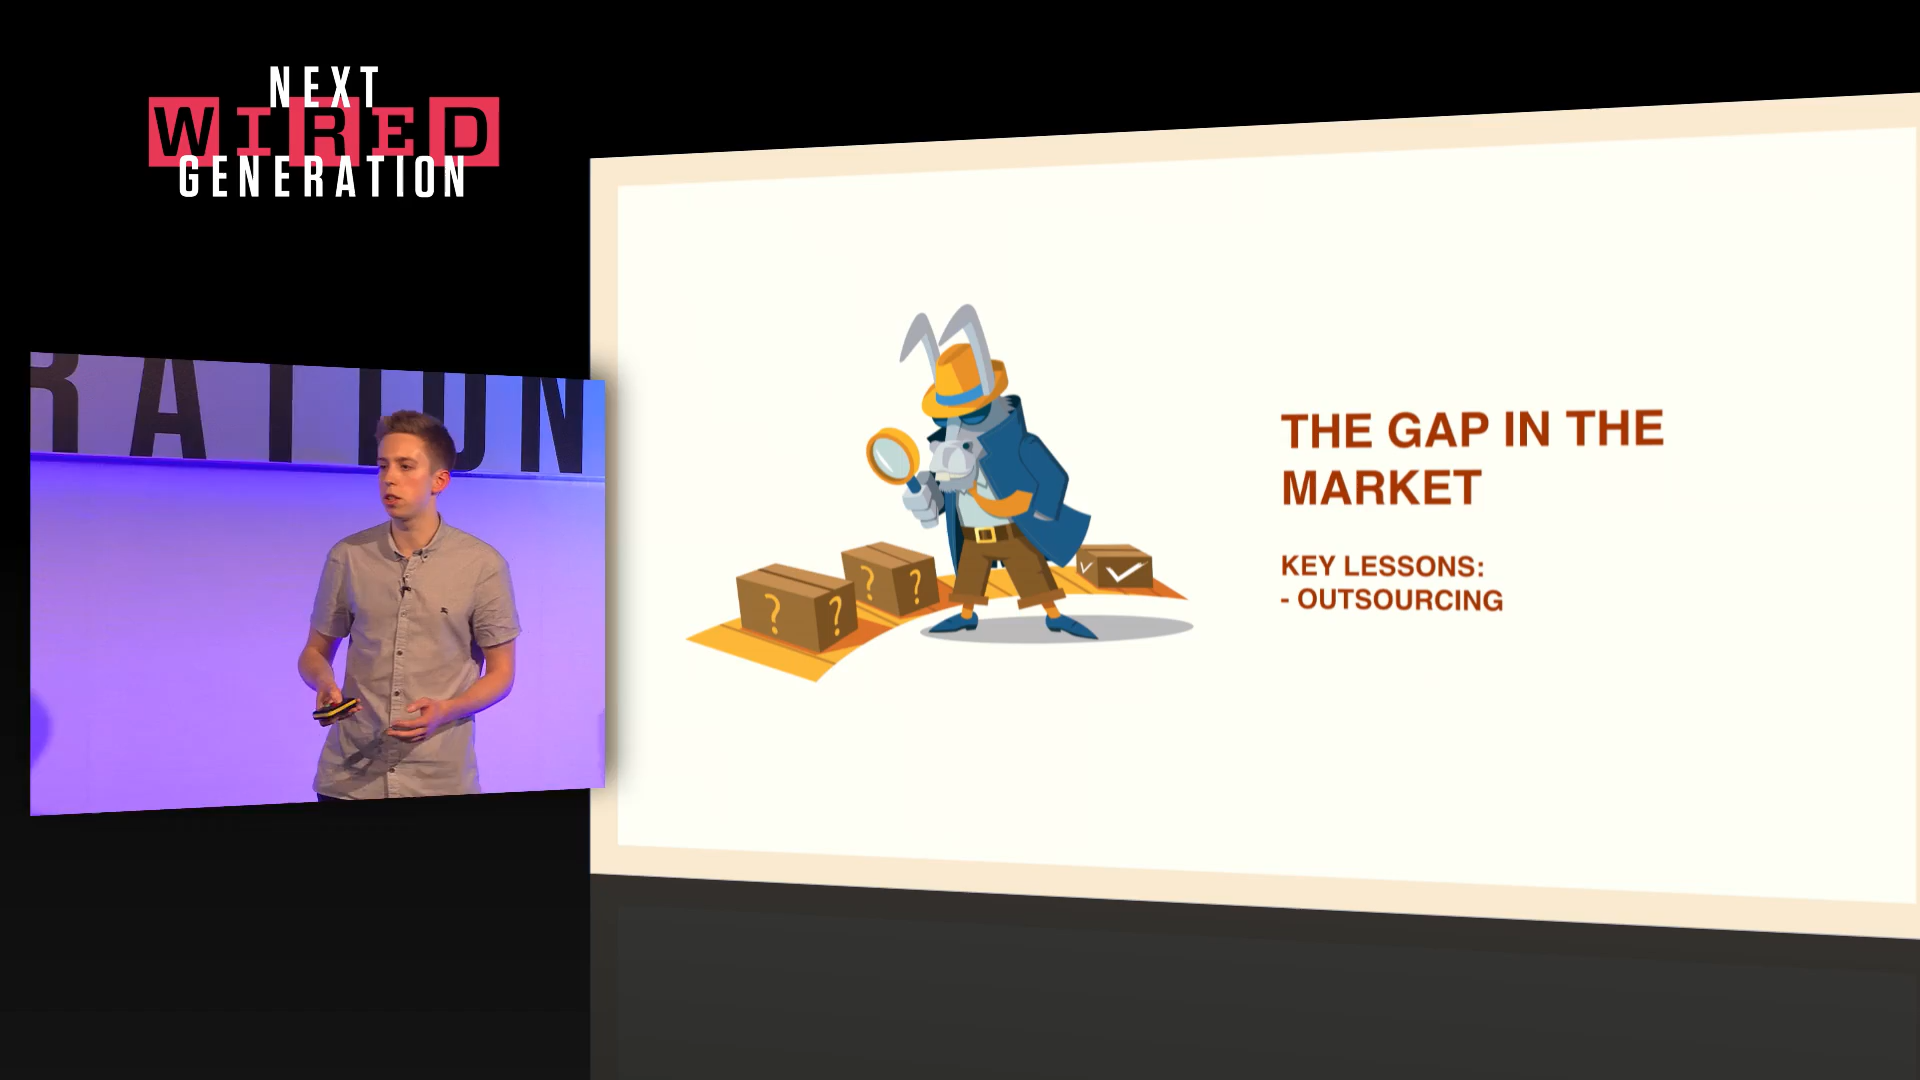 NEXT
WIRED
GENERATION
RATION
THE GAP IN THE
MARKET
KEY LESSONS:
- OUTSOURCING
? ? ? ?